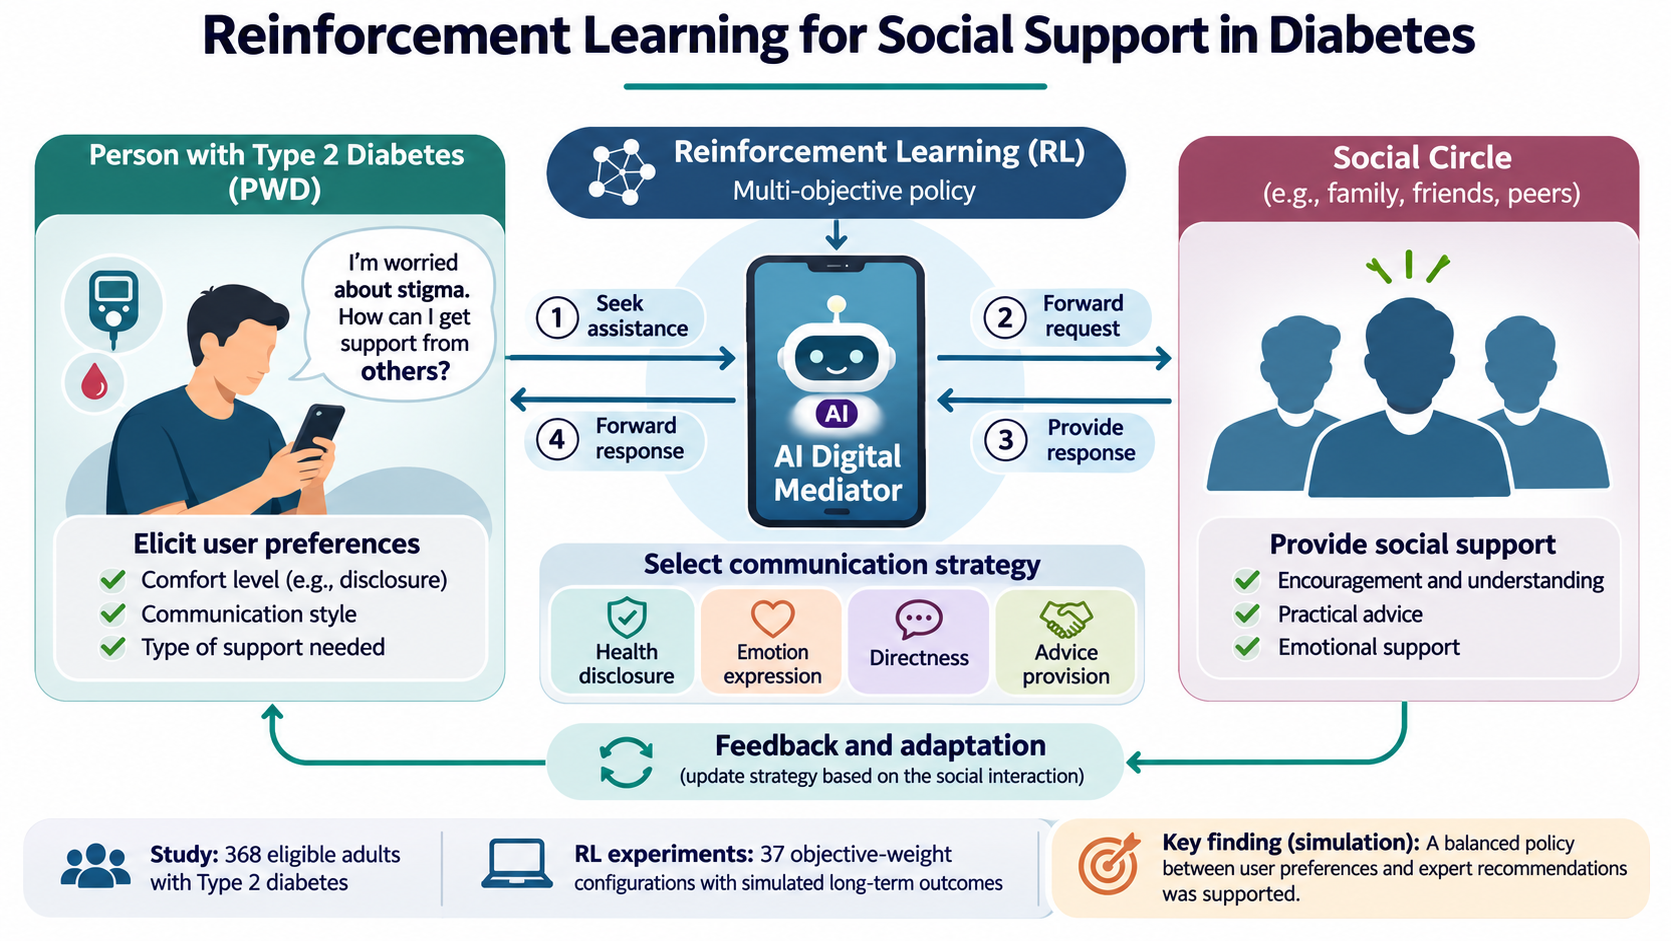 Reinforcement Learning for Social Support in Diabetes
Person with Type 2 Diabetes
(PWD)
I'm worried
about stigma.
How can I get
support from
others?
Elicit user preferences
Comfort level (e.g., disclosure)
Communication style
Type of support needed
Reinforcement Learning (RL)
Multi-objective policy
1
Seek
assistance
2
Forward
request
4
Forward
response
3
Provide
response
AI
AI Digital
Mediator
Select communication strategy
Health
disclosure
Emotion
expression
Directness
Advice
provision
Social Circle
(e.g., family, friends, peers)
Provide social support
Encouragement and understanding
Practical advice
Emotional support
Feedback and adaptation
(update strategy based on the social interaction)
Study: 368 eligible adults
with Type 2 diabetes
RL experiments: 37 objective-weight
configurations with simulated long-term outcomes
Key finding (simulation): A balanced policy
between user preferences and expert recommendations
was supported.